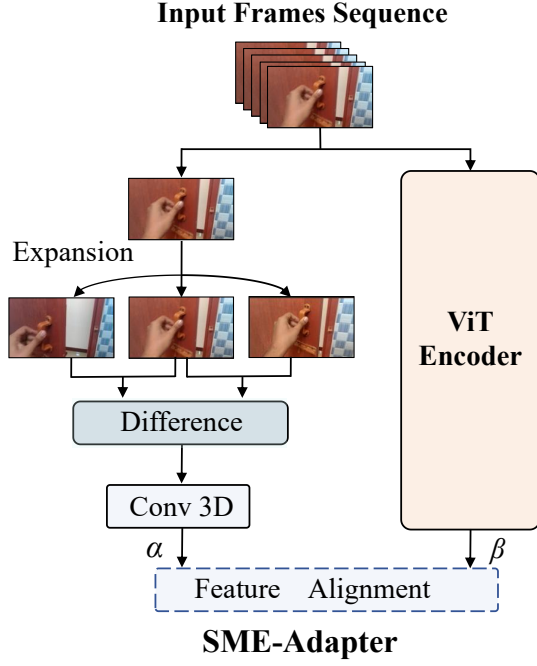 Input Frames Sequence
Expansion
ViT
Encoder
Difference
Conv 3D
α
β
Feature Alignment
SME-Adapter